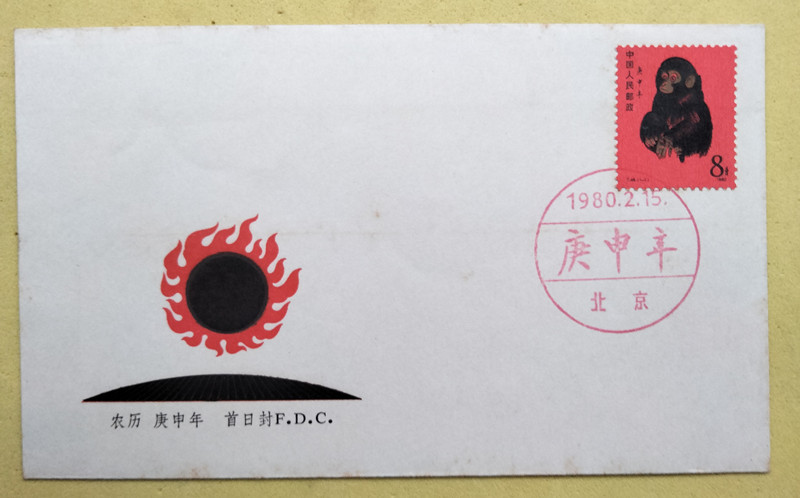 中国人民邮政
庚申年
8分
1980.2.15.
庚申年
北京
农历 庚申年 首日封F.D.C.